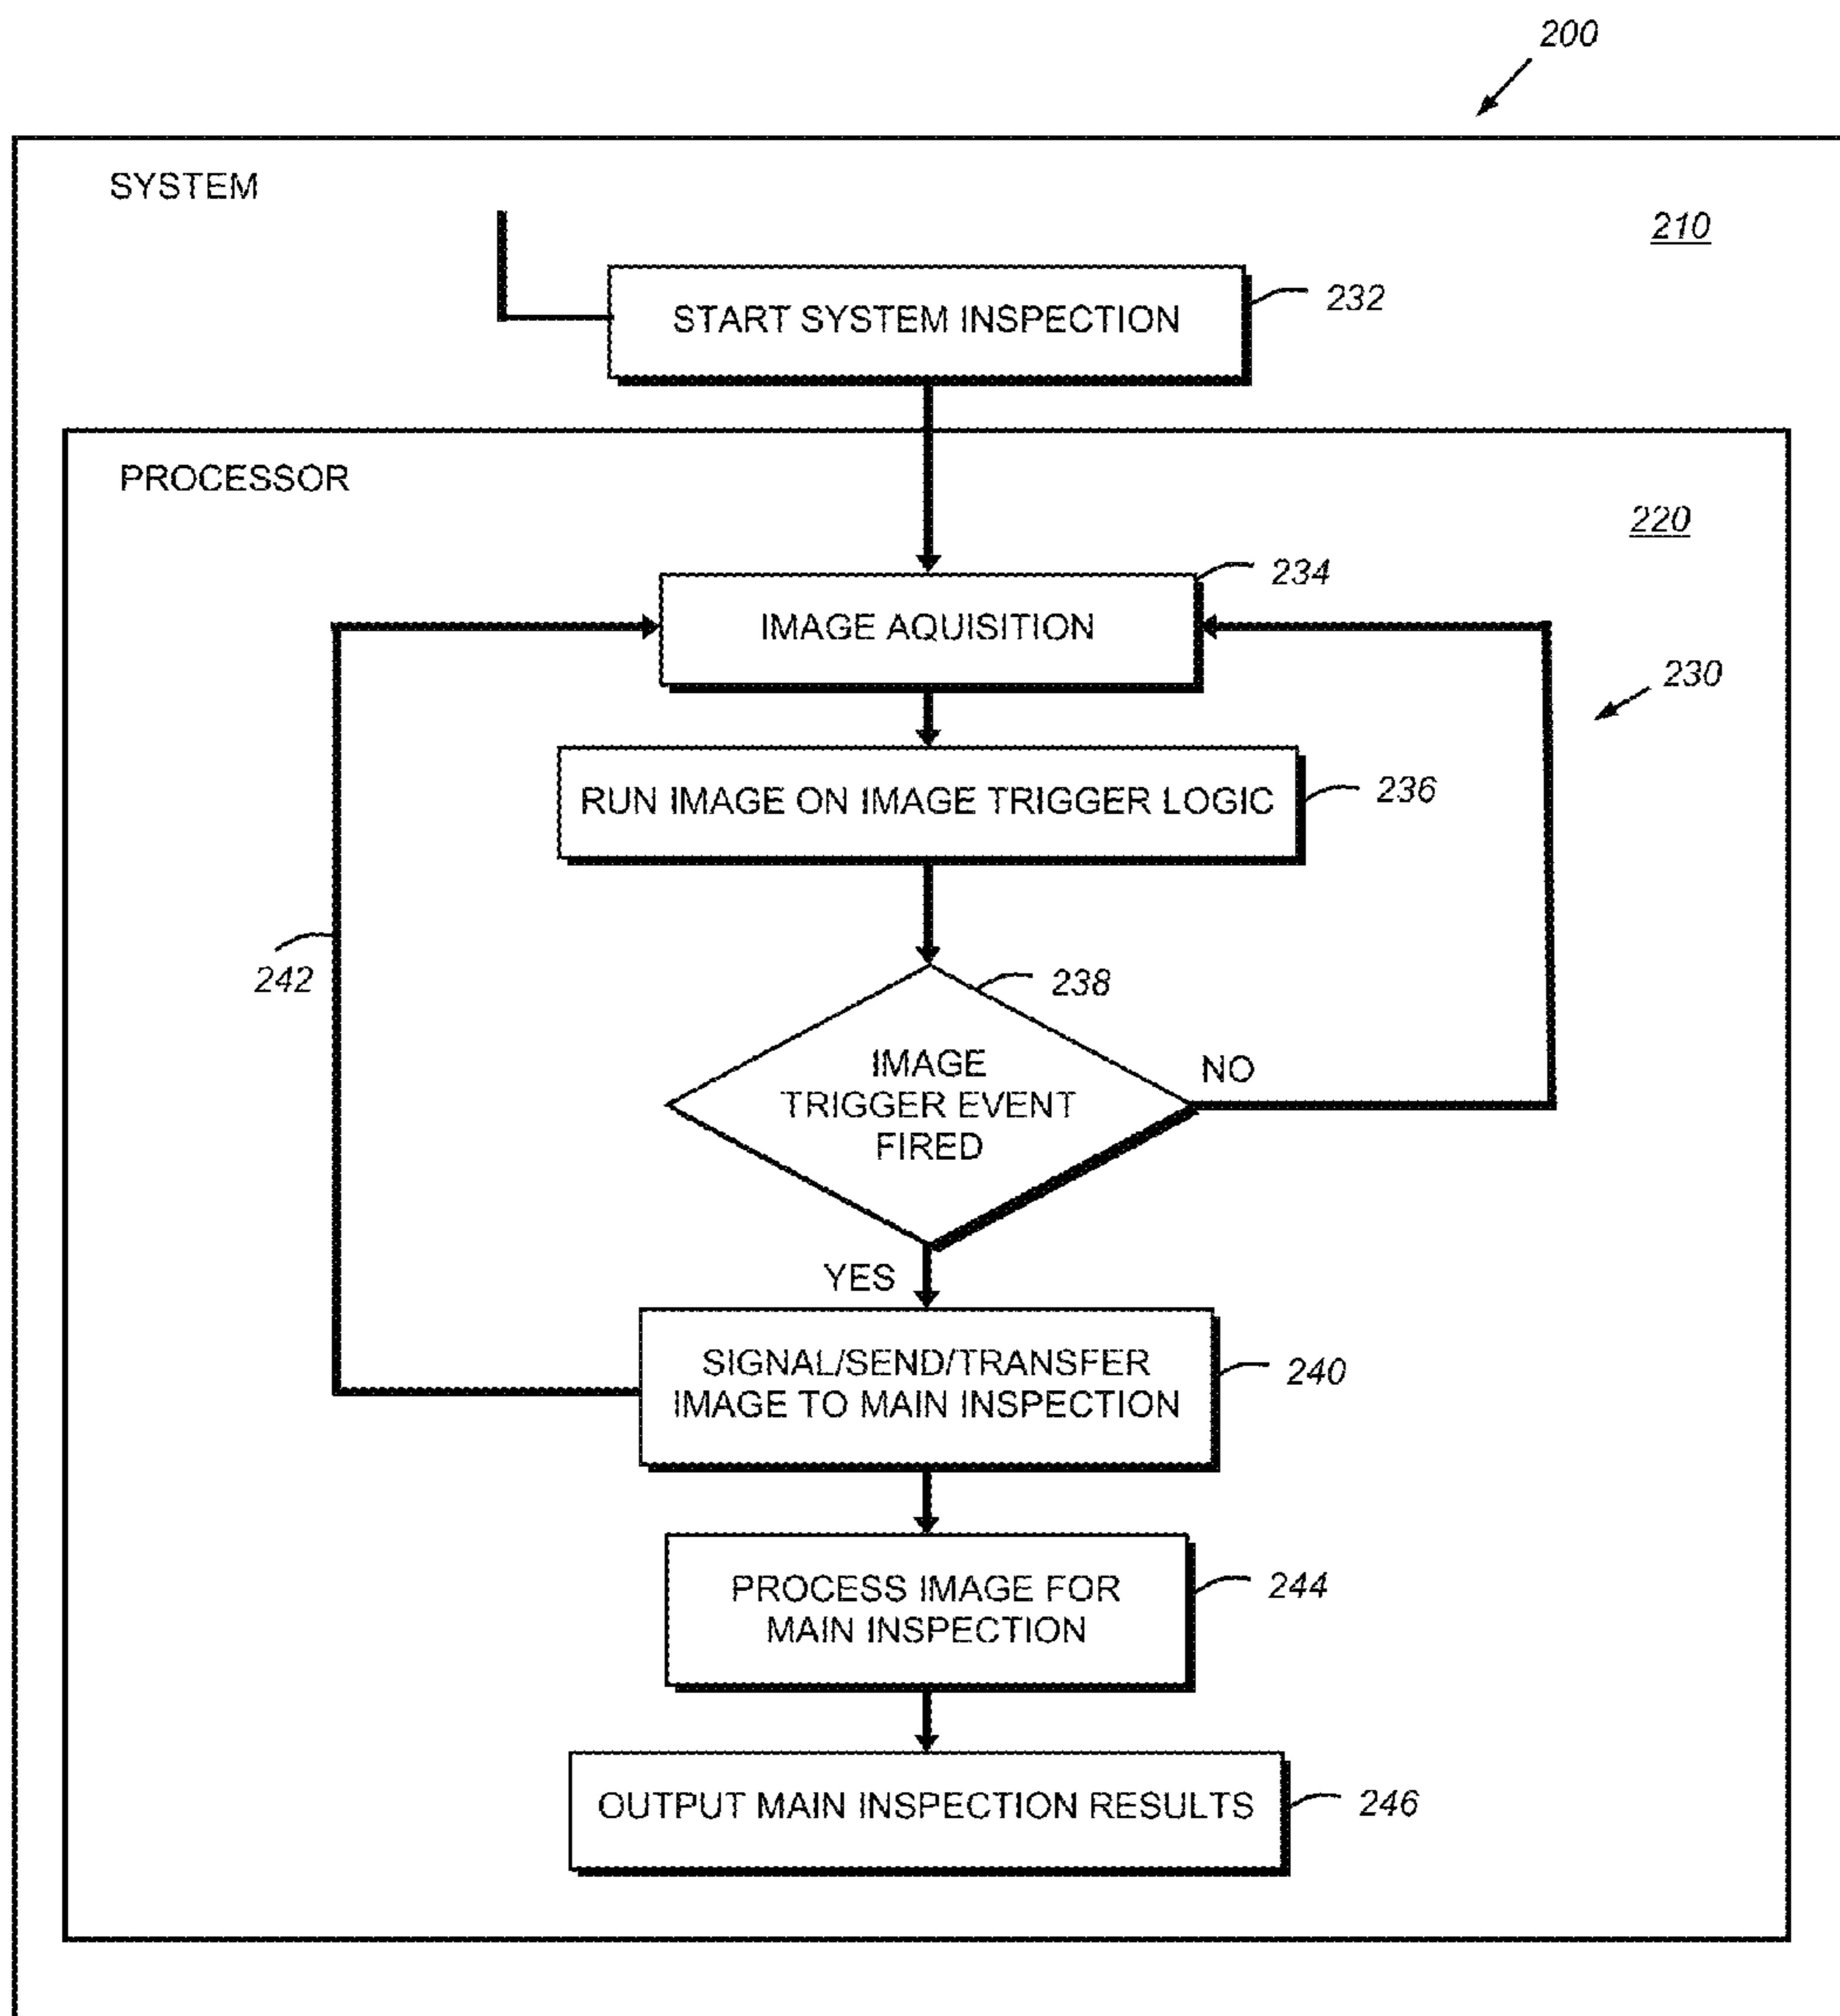 200
SYSTEM
210
START SYSTEM INSPECTION
232
PROCESSOR
220
234
IMAGE AQUISITION
230
RUN IMAGE ON IMAGE TRIGGER LOGIC
236
242
238
IMAGE
TRIGGER EVENT
FIRED
NO
YES
SIGNAL/SEND/TRANSFER
IMAGE TO MAIN INSPECTION
240
PROCESS IMAGE FOR
MAIN INSPECTION
244
OUTPUT MAIN INSPECTION RESULTS
246